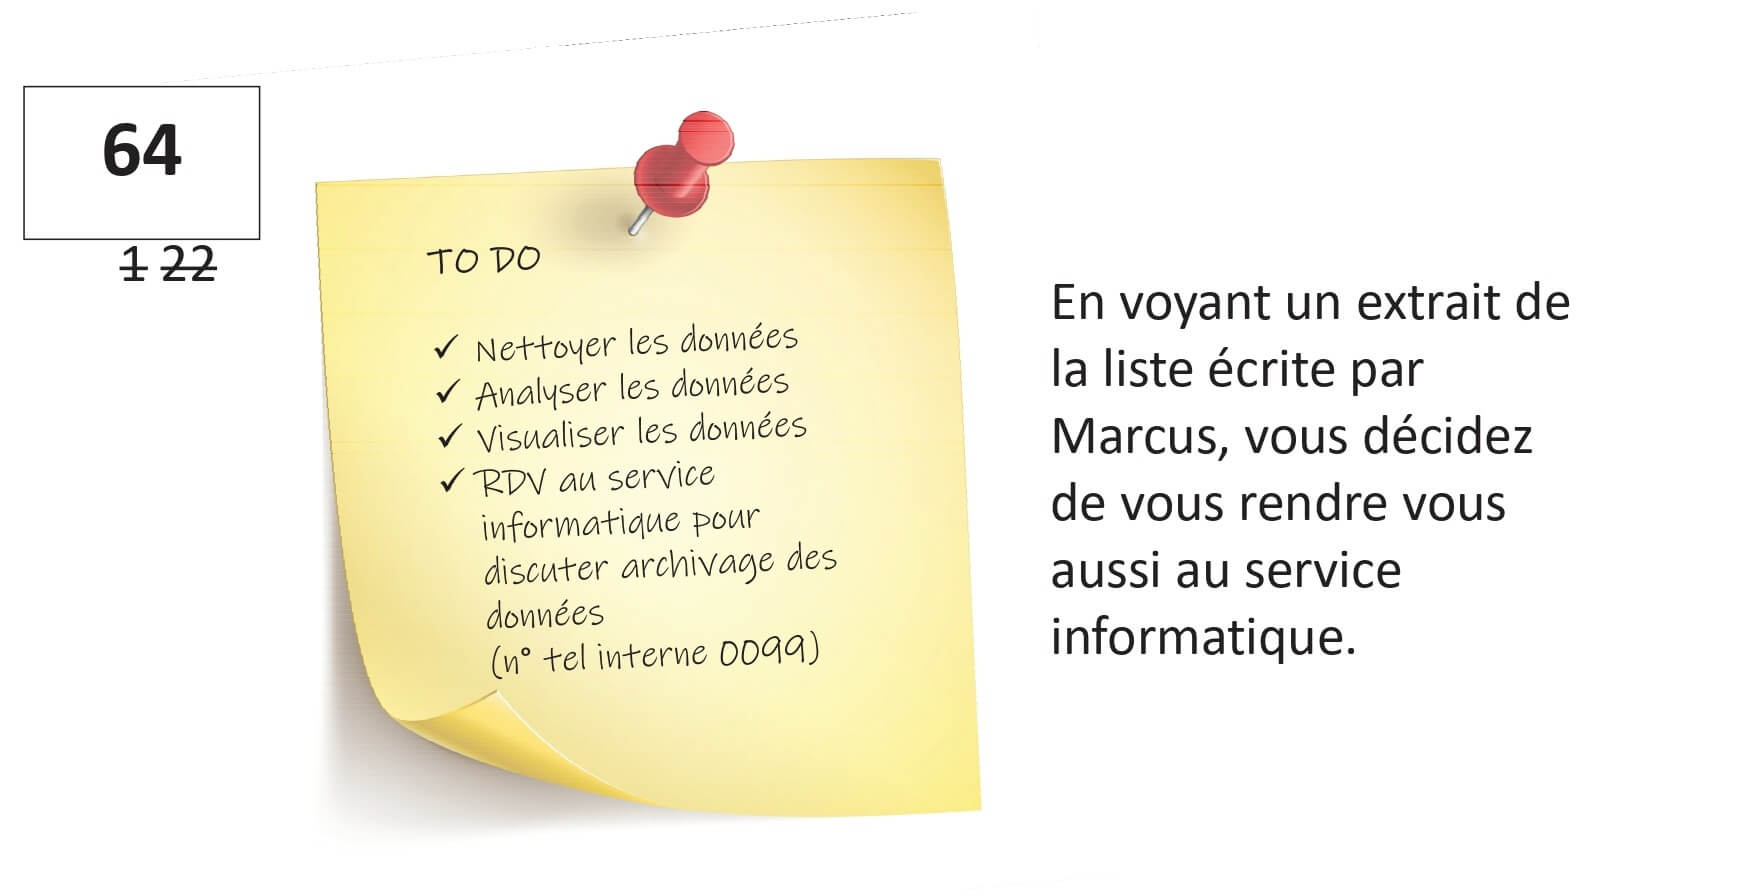 64
1 22
TO DO
✓ Nettoyer les données
✓ Analyser les données
✓ Visualiser les données
✓ RDV au service
informatique pour
discuter archivage des
données
(n° tel interne 0099)
En voyant un extrait de
la liste écrite par
Marcus, vous décidez
de vous rendre vous
aussi au service
informatique.